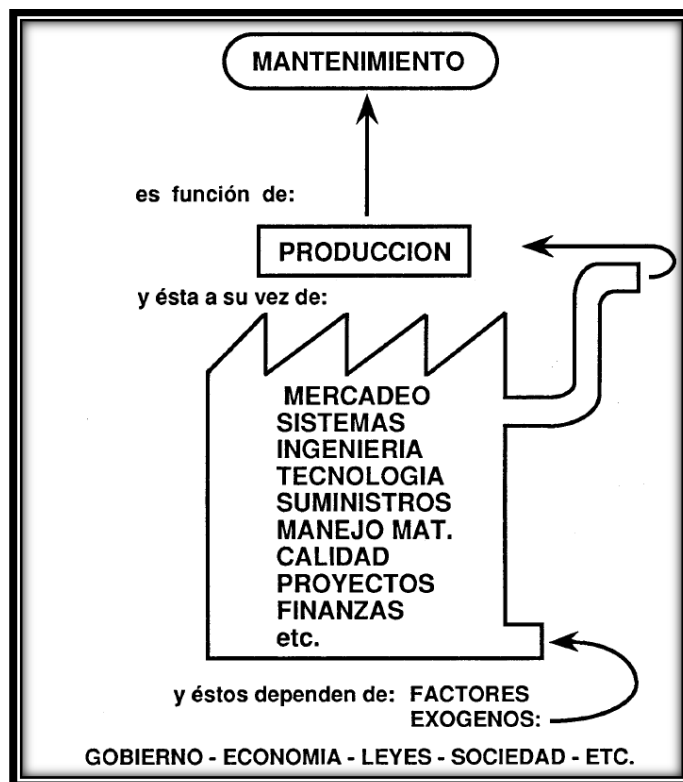 MANTENIMIENTO
es función de:
PRODUCCION
y ésta a su vez de:
MERCADEO
SISTEMAS
INGENIERIA
TECNOLOGIA
SUMINISTROS
MANEJO MAT.
CALIDAD
PROYECTOS
FINANZAS
etc.
y éstos dependen de: FACTORES
EXOGENOS:
GOBIERNO - ECONOMIA - LEYES - SOCIEDAD - ETC.